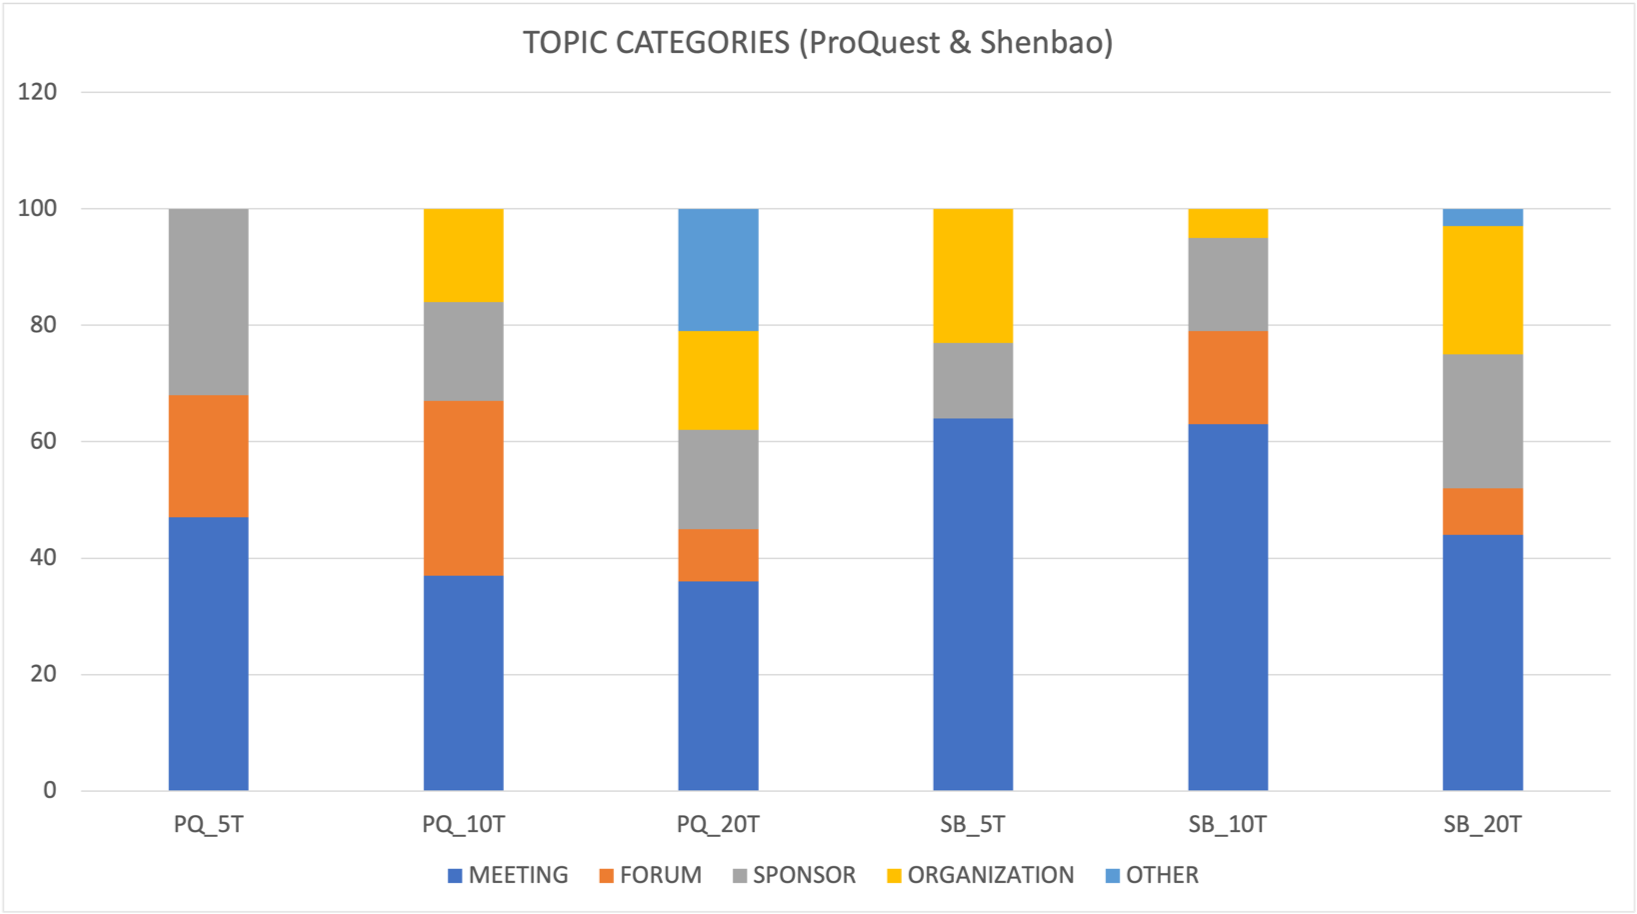 TOPIC CATEGORIES (ProQuest & Shenbao)
120
100
80
60
40
20
0
PQ_5T PQ_10T PQ_20T SB_5T SB_10T SB_20T
MEETING FORUM SPONSOR ORGANIZATION OTHER